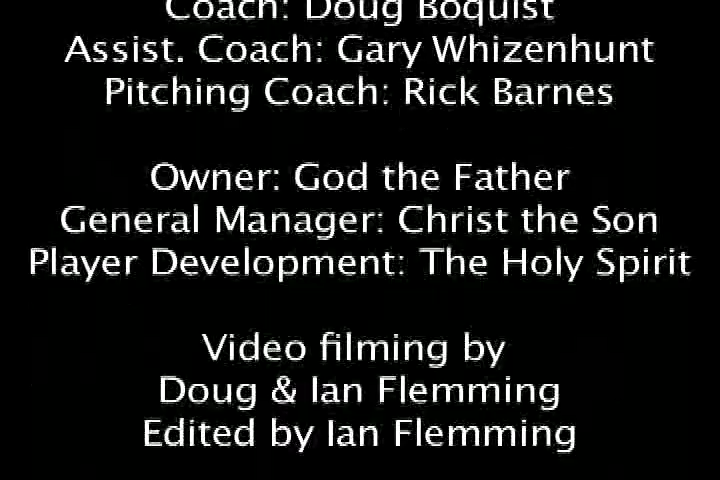 Coach: Doug Boquist
Assist. Coach: Gary Whizenhunt
Pitching Coach: Rick Barnes
Owner: God the Father
General Manager: Christ the Son
Player Development: The Holy Spirit
Video filming by
Doug & Ian Flemming
Edited by Ian Flemming